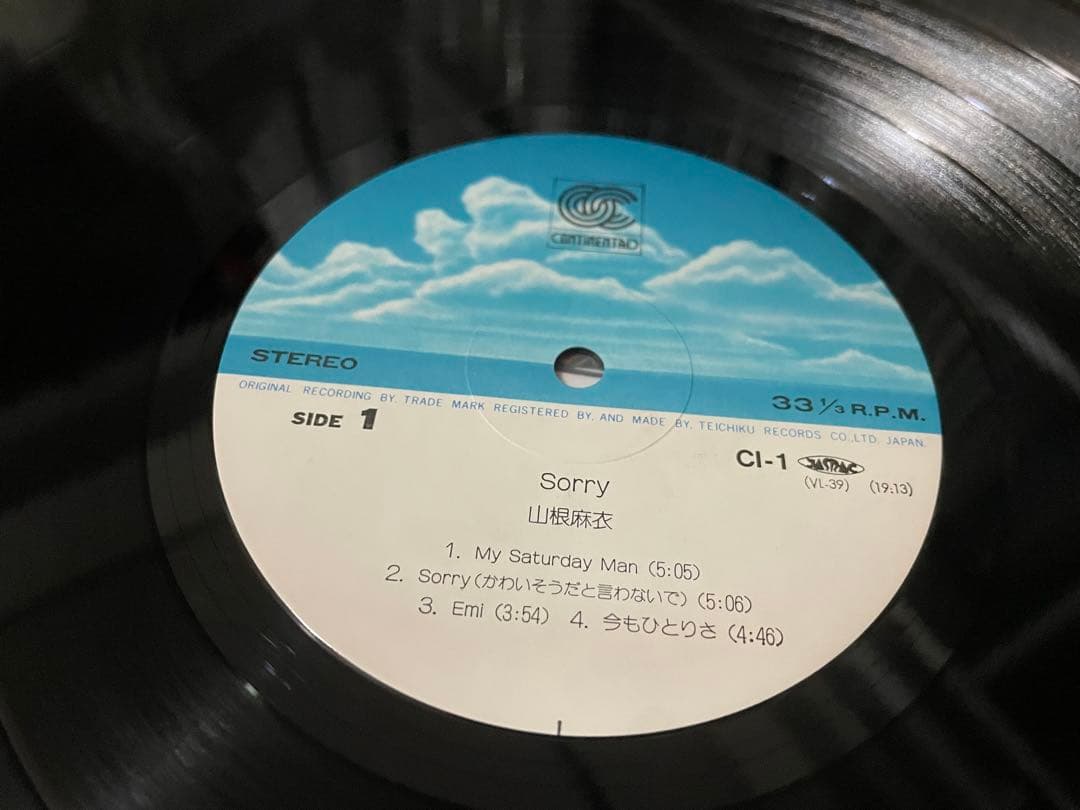 CONTINENTAL
STEREO
33 1/3 R.P.M.
ORIGINAL RECORDING BY. TRADE MARK REGISTERED BY. AND MADE BY. TEICHIKU RECORDS CO.,LTD. JAPAN.
SIDE 1
CI-1 JASRAC
(VL-39) (19:13)
Sorry
山根麻衣
1. My Saturday Man (5:05)
2. Sorry(かわいそうだと言わないで) (5:06)
3. Emi (3:54) 4. 今もひとりさ (4:46)